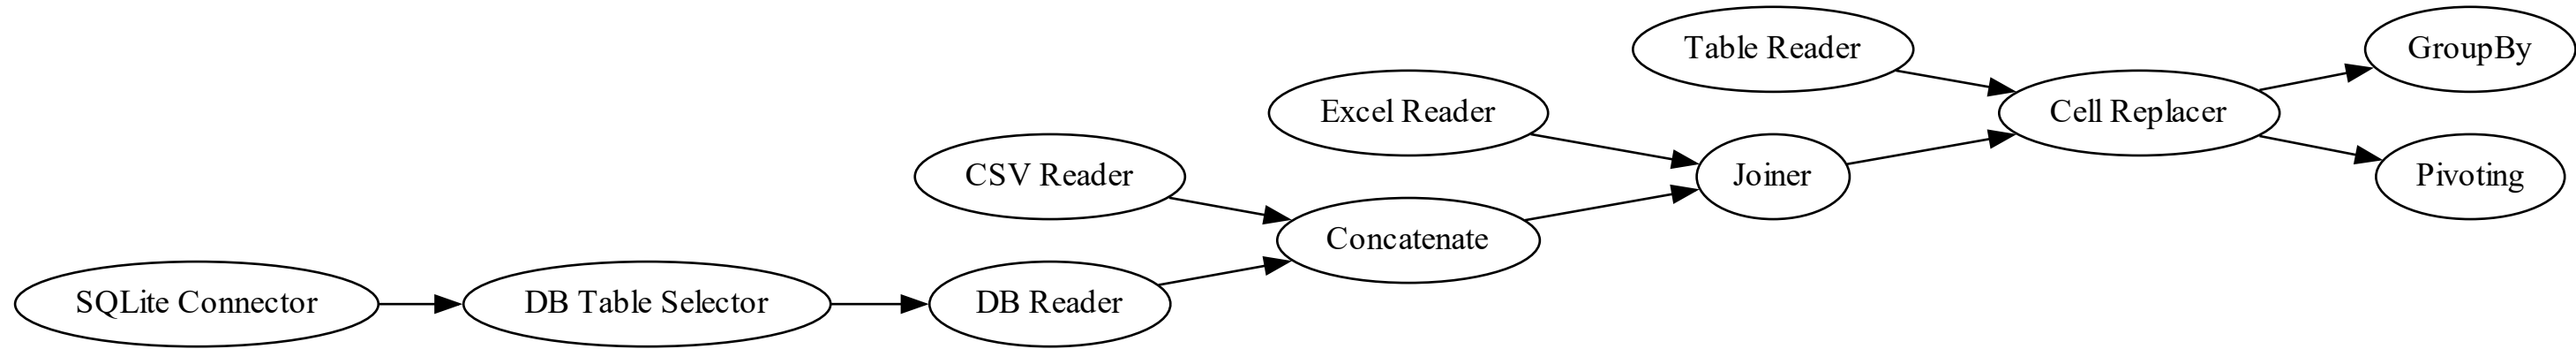 Table Reader
GroupBy
Excel Reader
Cell Replacer
CSV Reader
Joiner
Pivoting
Concatenate
SQLite Connector
DB Table Selector
DB Reader